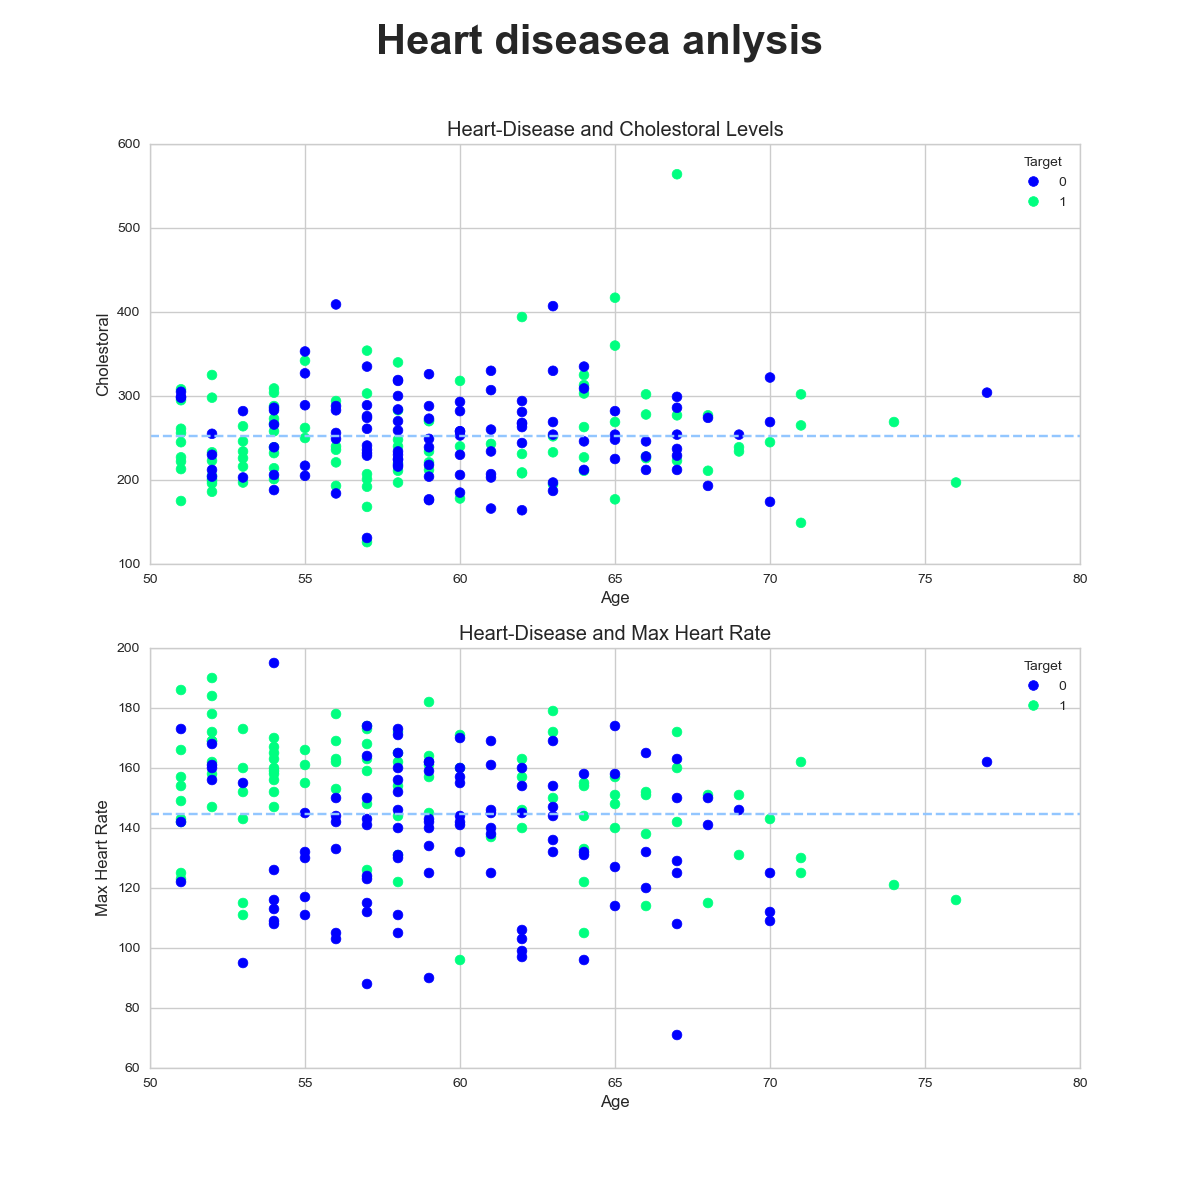 Heart diseasea anlysis
Heart-Disease and Cholestoral Levels
600
500
400
300
200
100
Cholestoral
Target
0
1
50 55 60 65 70 75 80
Age
Heart-Disease and Max Heart Rate
200
180
160
140
120
100
80
60
Max Heart Rate
Target
0
1
50 55 60 65 70 75 80
Age